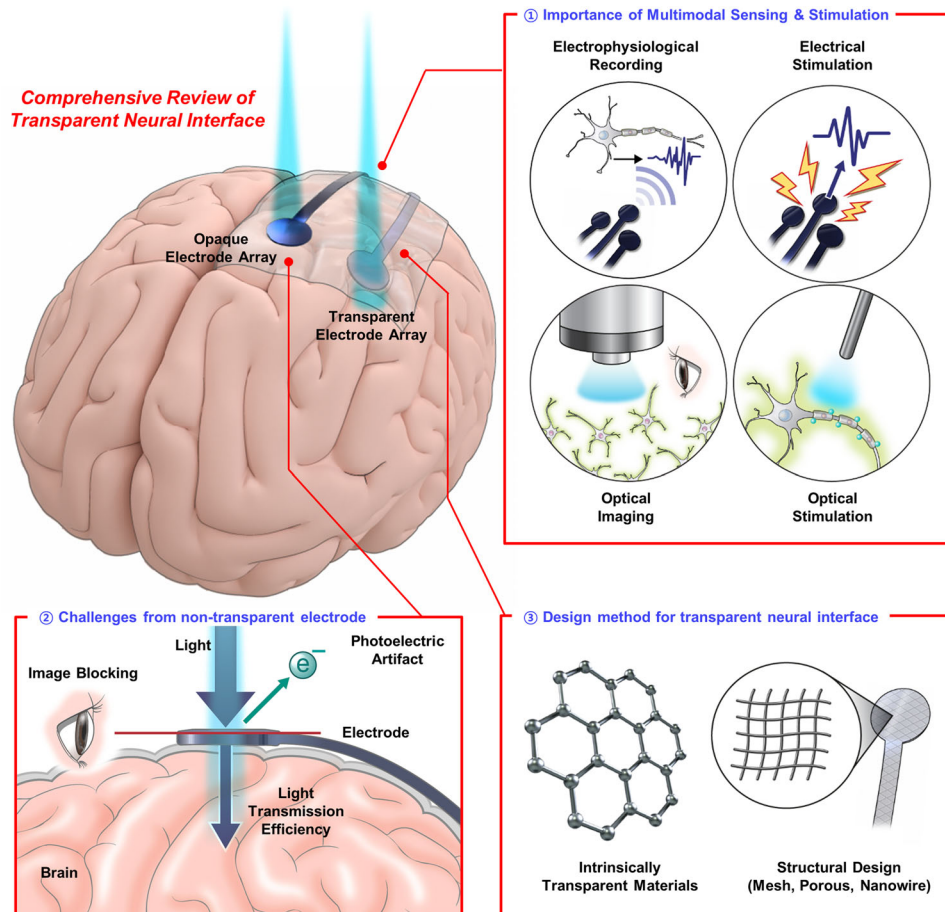 Comprehensive Review of
Transparent Neural Interface
Opaque
Electrode Array
Transparent
Electrode Array
① Importance of Multimodal Sensing & Stimulation
Electrophysiological
Recording
Electrical
Stimulation
Optical
Imaging
Optical
Stimulation
② Challenges from non-transparent electrode
Light
Photoelectric
Artifact
e⁻
Image Blocking
Electrode
Light
Transmission
Efficiency
Brain
③ Design method for transparent neural interface
Intrinsically
Transparent Materials
Structural Design
(Mesh, Porous, Nanowire)